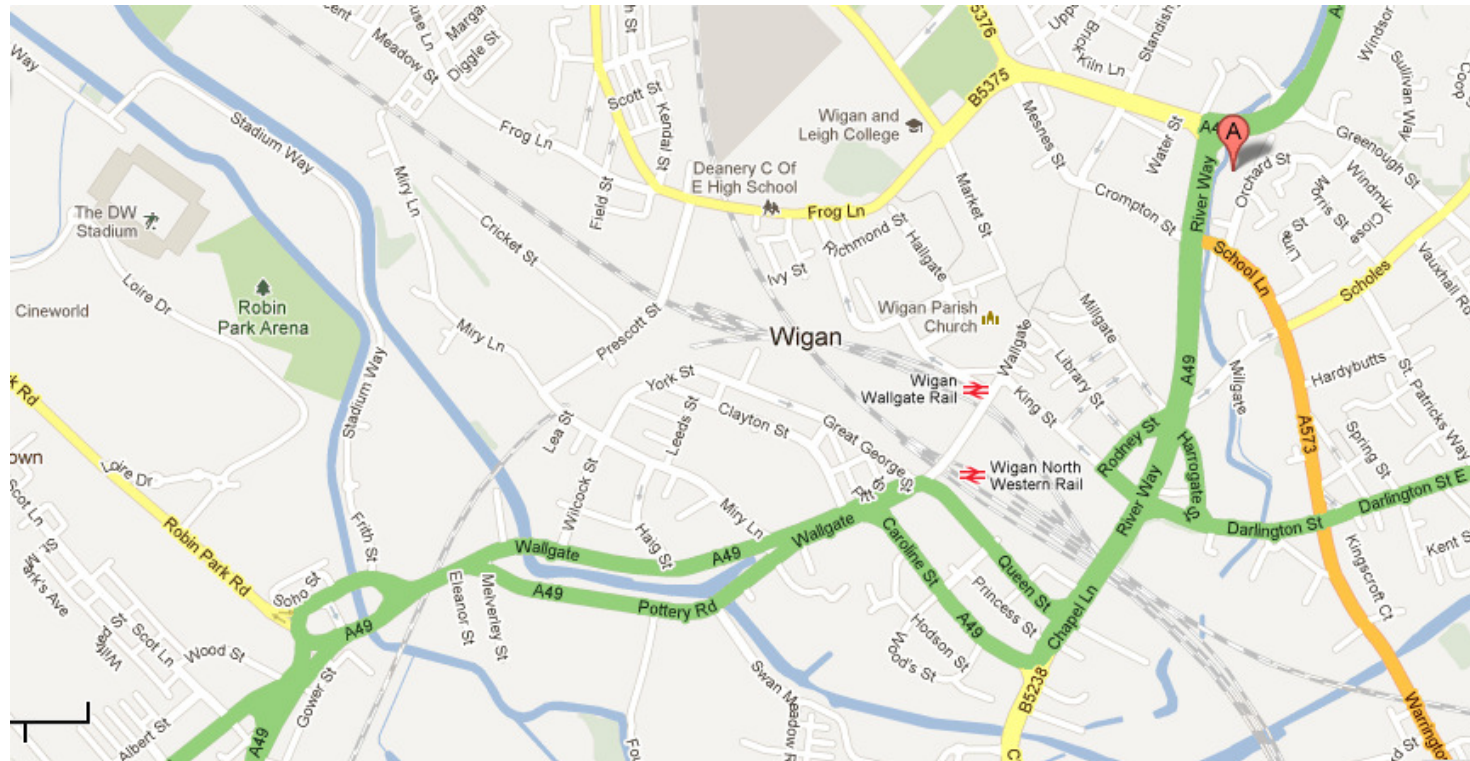 Way
Stadium Way
The DW
Stadium
Loire Dr
Cineworld
Robin
Park Arena
Stadium Way
Loire Dr
Robin Park Rd
Scot Ln
Scot Ln
Wood St
Albert St
A49
Gower St
A49
Soho St
Frith St
Meadow St
Diggle St
Frog Ln
Miry Ln
Cricket St
Miry Ln
Lea St
Prescott St
Scott St
Kendal St
Field St
Deanery C Of
E High School
Frog Ln
Wigan and
Leigh College
B5375
B5376
Kiln Ln
Mesnes St
Water St
Crompton St
Market St
Richmond St
Hallgate
Ivy St
Wigan
Wigan Parish
Church
Wallgate
Wigan
Wallgate Rail
King St
Library St
Millgate
Wigan North
Western Rail
York St
Clayton St
Great George St
Leeds St
Wilcock St
Haig St
Miry Ln
Wallgate
A49
Wallgate
Eleanor St
Melverley St
A49
Pottery Rd
Caroline St
A49
Queen St
Princess St
Hodson St
Wood's St
Chapel Ln
B5238
River Way
Rodney St
Harrogate St
Darlington St
Darlington St E
A49
River Way
A
Orchard St
School Ln
Millgate
A573
Hardybutts
Scholes
Greenough St
Sullivan Way
Windsor
Morris St
Lime St
Close
Vauxhall Rd
St. Patricks Way
Spring St
Kingscroft Ct
Warrington